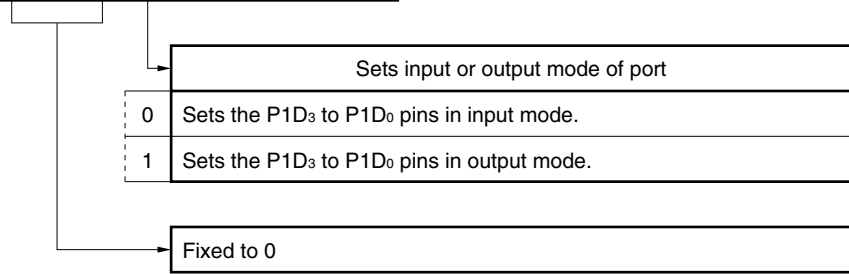 Sets input or output mode of port
0 Sets the P1D₃ to P1D₀ pins in input mode.
1 Sets the P1D₃ to P1D₀ pins in output mode.
Fixed to 0